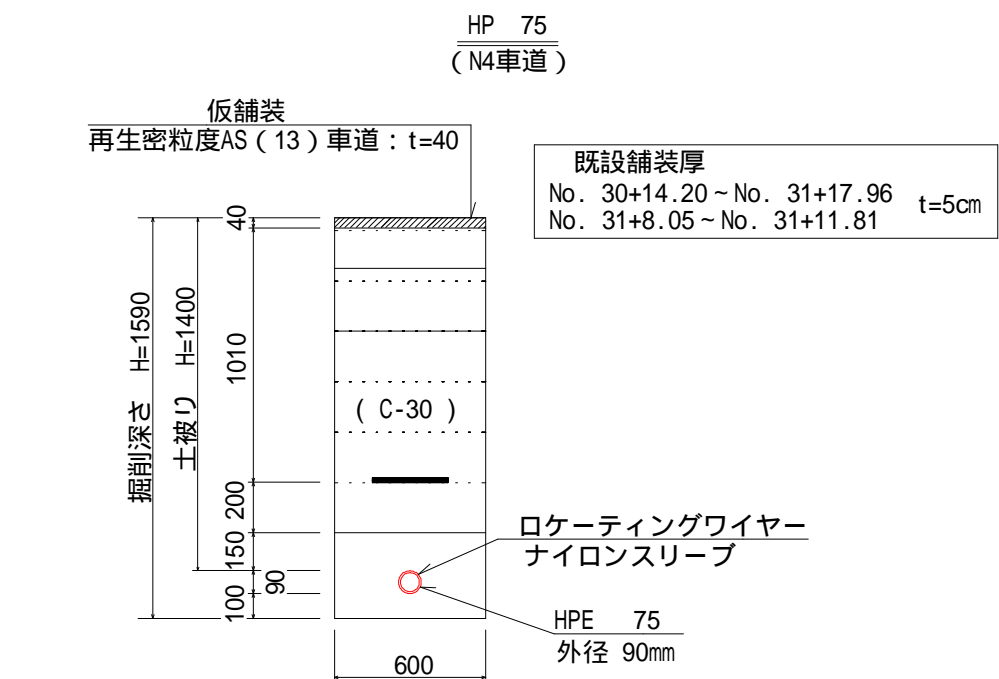 HP 75
(N4車道)
仮舗装
再生密粒度AS(13)車道:t=40
既設舗装厚
No. 30+14.20~No. 31+17.96
No. 31+8.05~No. 31+11.81
t=5cm
40
1010
200
150
90
100
掘削深さ H=1590
土被り H=1400
( C-30 )
ロケーティングワイヤー
ナイロンスリーブ
HPE 75
外径 90mm
600